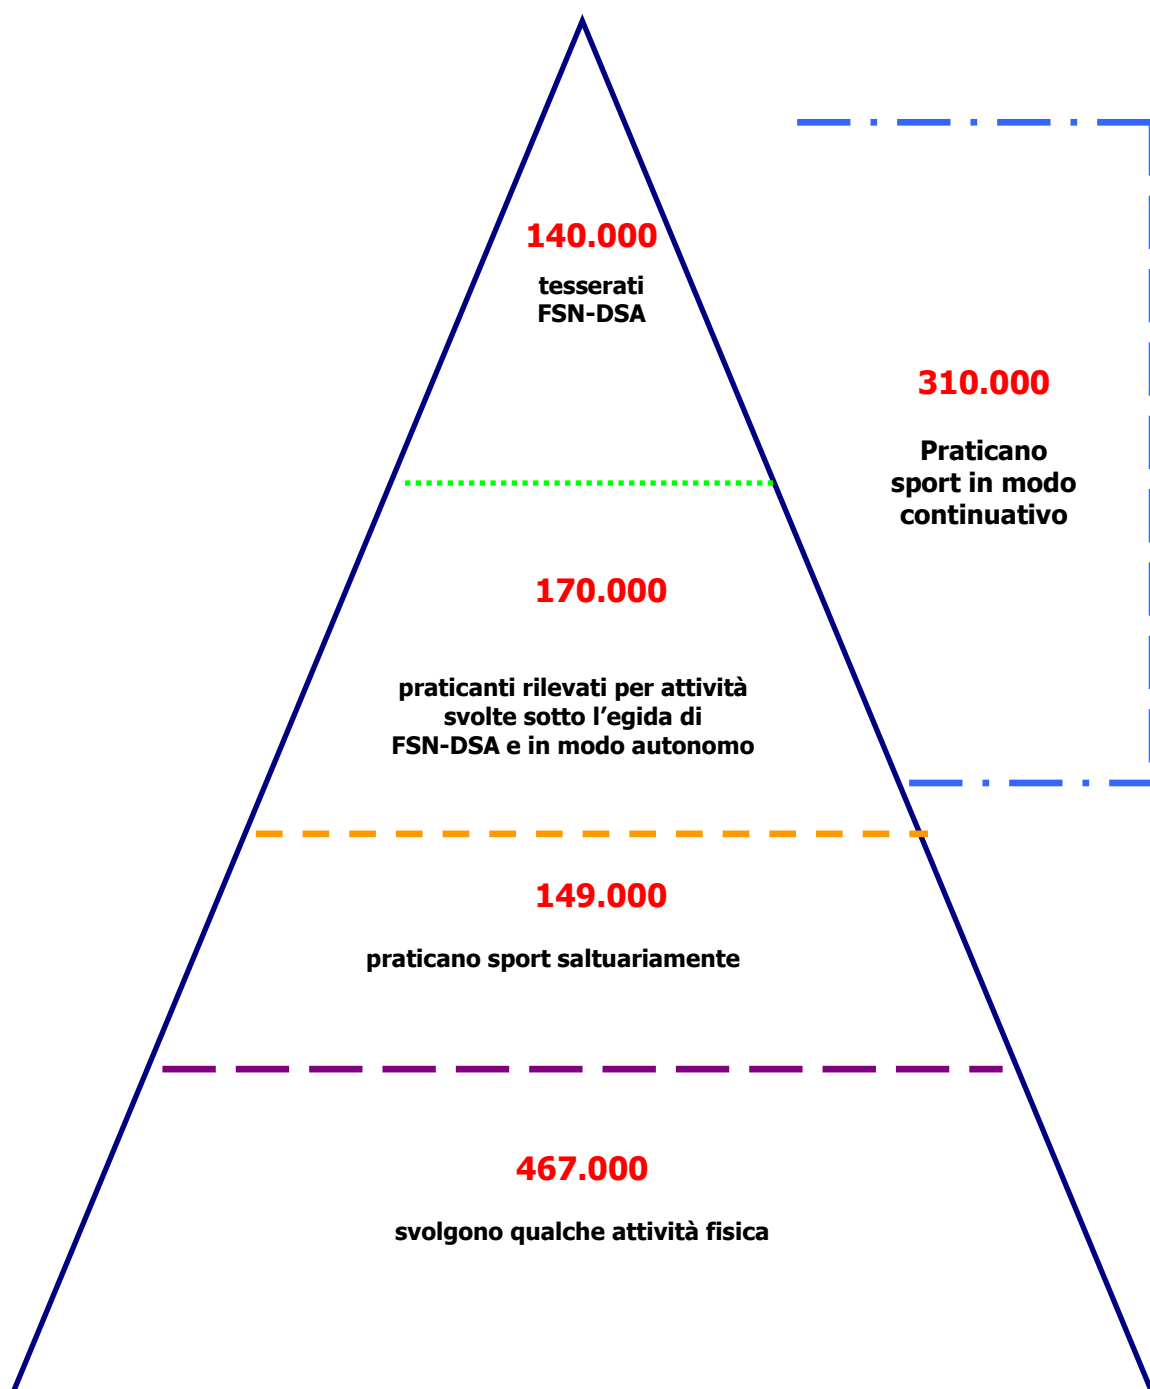 140.000
tesserati
FSN-DSA
310.000
Praticano
sport in modo
continuativo
170.000
praticanti rilevati per attività
svolte sotto l’egida di
FSN-DSA e in modo autonomo
149.000
praticano sport saltuariamente
467.000
svolgono qualche attività fisica